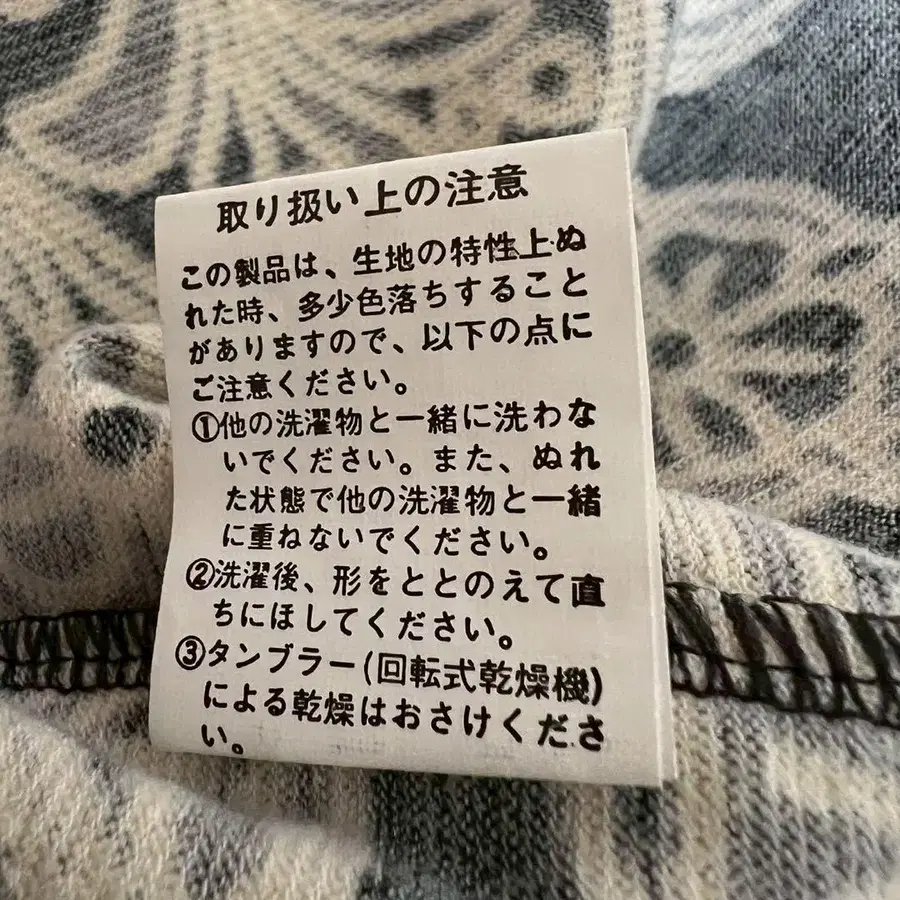 取り扱い上の注意
この製品は、生地の特性上ぬ
れた時、多少色落ちすること
がありますので、以下の点に
ご注意ください。
①他の洗濯物と一緒に洗わな
いでください。また、ぬれ
た状態で他の洗濯物と一緒
に重ねないでください。
②洗濯後、形をととのえて直
ちにほしてください。
③タンブラー(回転式乾燥機)
による乾燥はおさけくださ
い。